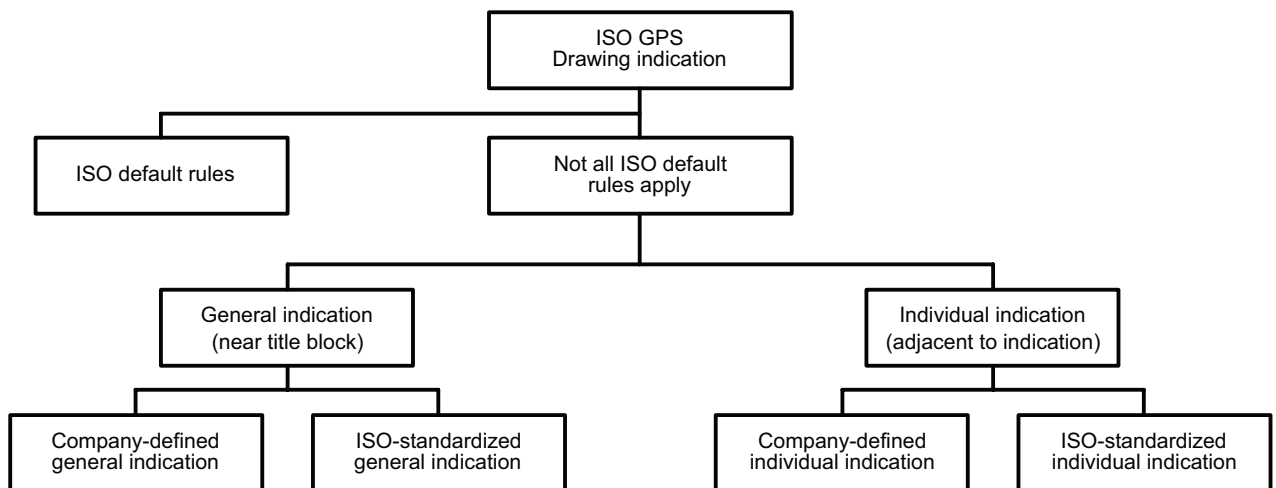 ISO GPS
Drawing indication
ISO default rules
Not all ISO default
rules apply
General indication
(near title block)
Individual indication
(adjacent to indication)
Company-defined
general indication
ISO-standardized
general indication
Company-defined
individual indication
ISO-standardized
individual indication